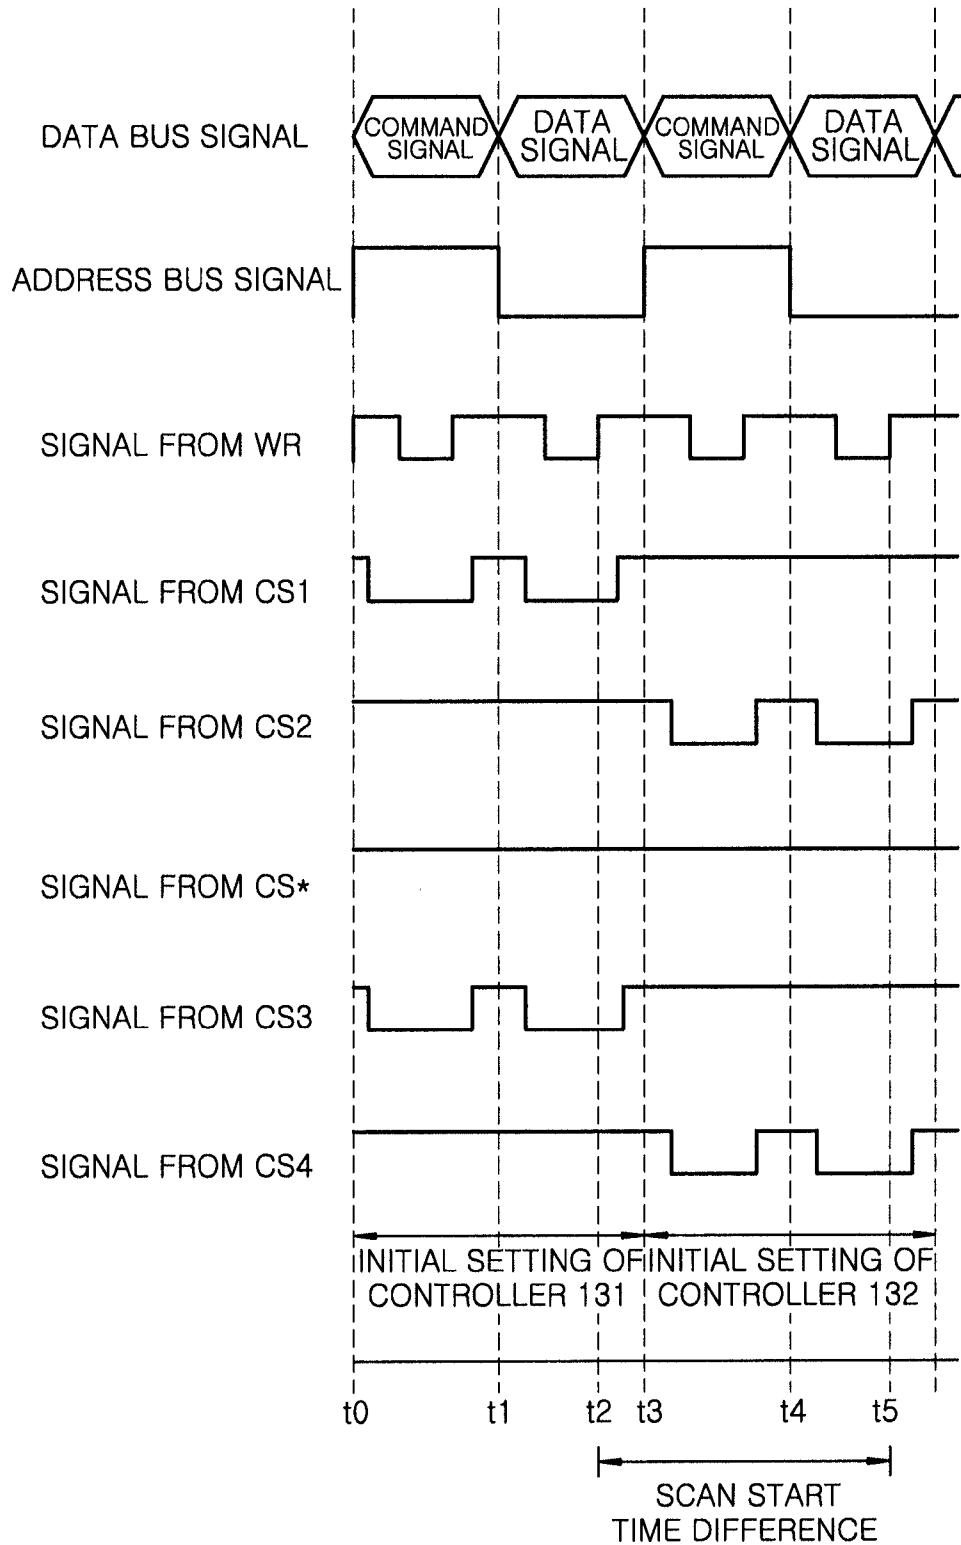 DATA BUS SIGNAL
COMMAND
SIGNAL
DATA
SIGNAL
COMMAND
SIGNAL
DATA
SIGNAL
ADDRESS BUS SIGNAL
SIGNAL FROM WR
SIGNAL FROM CS1
SIGNAL FROM CS2
SIGNAL FROM CS*
SIGNAL FROM CS3
SIGNAL FROM CS4
INITIAL SETTING OF
CONTROLLER 131
INITIAL SETTING OF
CONTROLLER 132
t0 t1 t2 t3 t4 t5
SCAN START
TIME DIFFERENCE